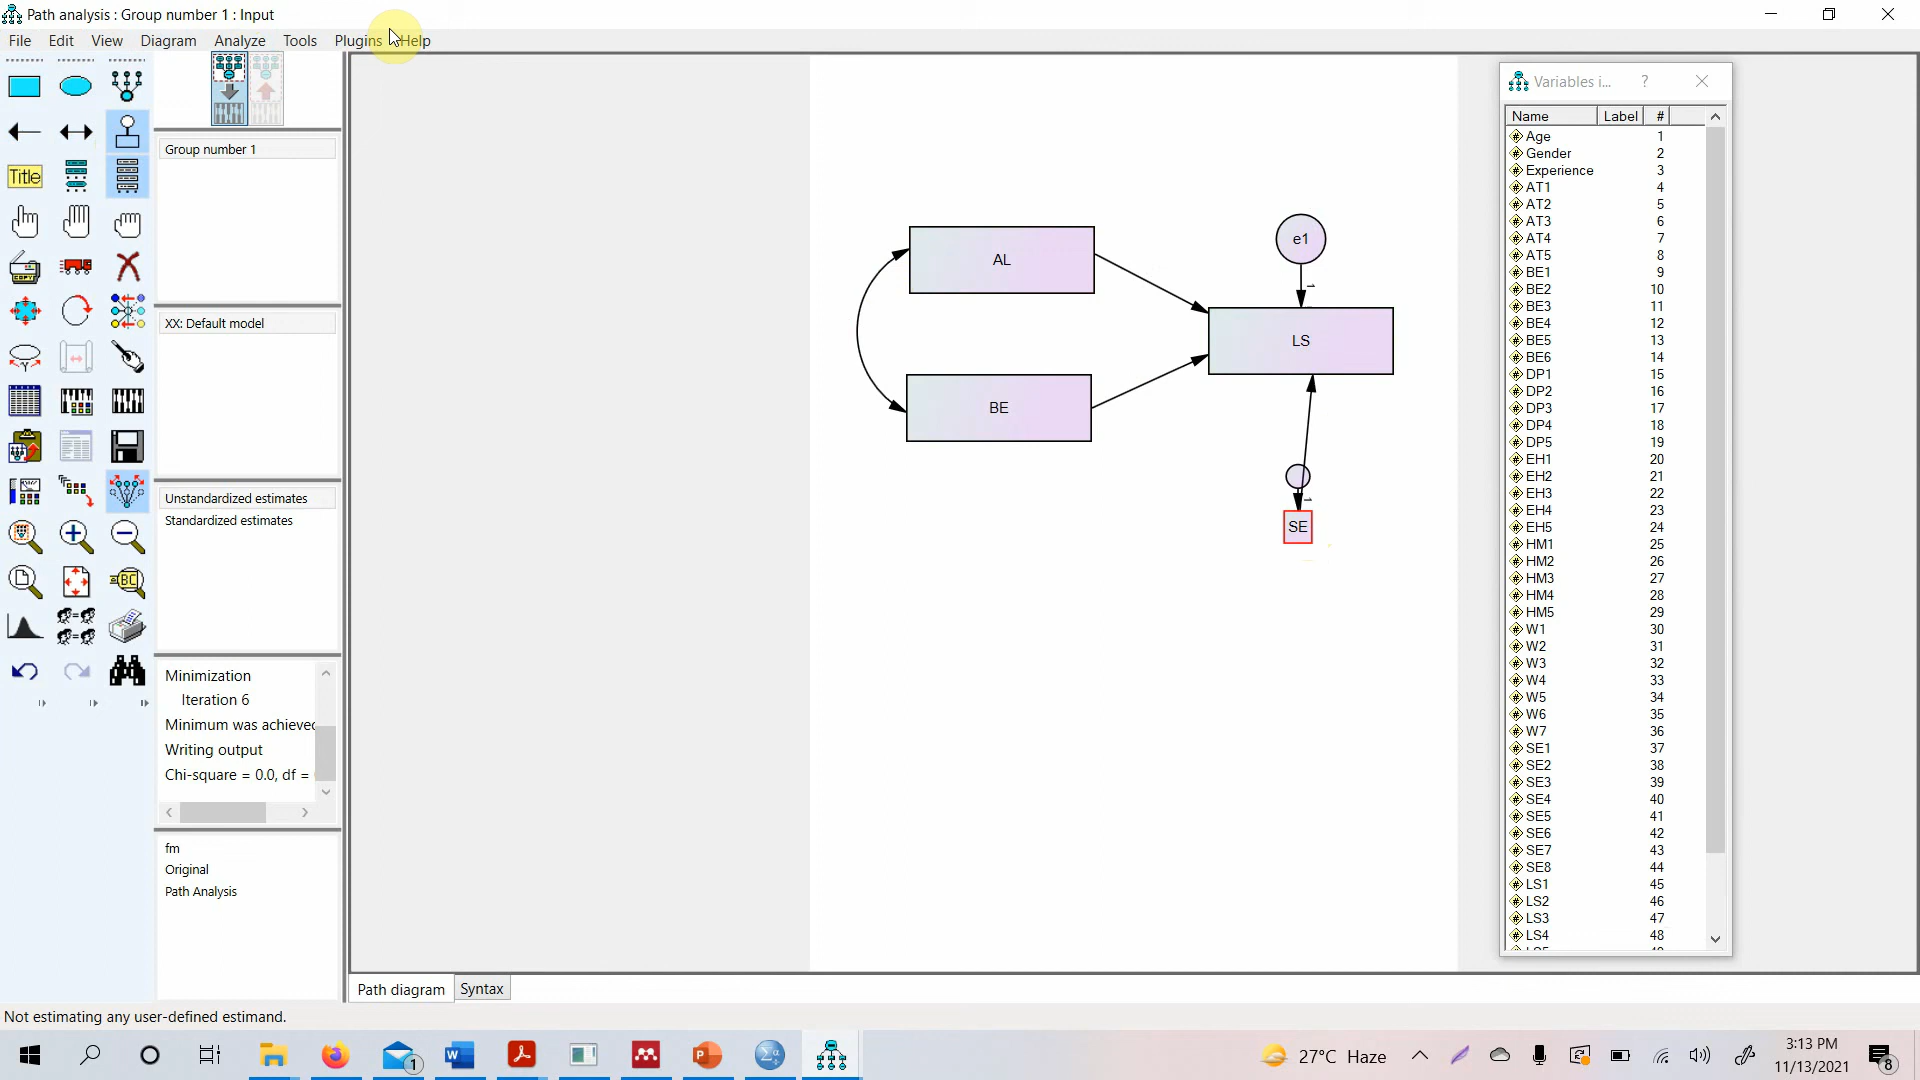 Path analysis : Group number 1 : Input
File Edit View Diagram Analyze Tools Plugins Help
Title
COPY
BC
Group number 1
XX: Default model
Unstandardized estimates
Standardized estimates
Minimization
Iteration 6
Minimum was achieved
Writing output
Chi-square = 0.0, df =
fm
Original
Path Analysis
AL
BE
e1
1
LS
1
SE
Variables i... ?
Name Label #
Age 1
Gender 2
Experience 3
AT1 4
AT2 5
AT3 6
AT4 7
AT5 8
BE1 9
BE2 10
BE3 11
BE4 12
BE5 13
BE6 14
DP1 15
DP2 16
DP3 17
DP4 18
DP5 19
EH1 20
EH2 21
EH3 22
EH4 23
EH5 24
HM1 25
HM2 26
HM3 27
HM4 28
HM5 29
W1 30
W2 31
W3 32
W4 33
W5 34
W6 35
W7 36
SE1 37
SE2 38
SE3 39
SE4 40
SE5 41
SE6 42
SE7 43
SE8 44
LS1 45
LS2 46
LS3 47
LS4 48
Path diagram Syntax
Not estimating any user-defined estimand.
1
27°C Haze
3:13 PM
11/13/2021
8